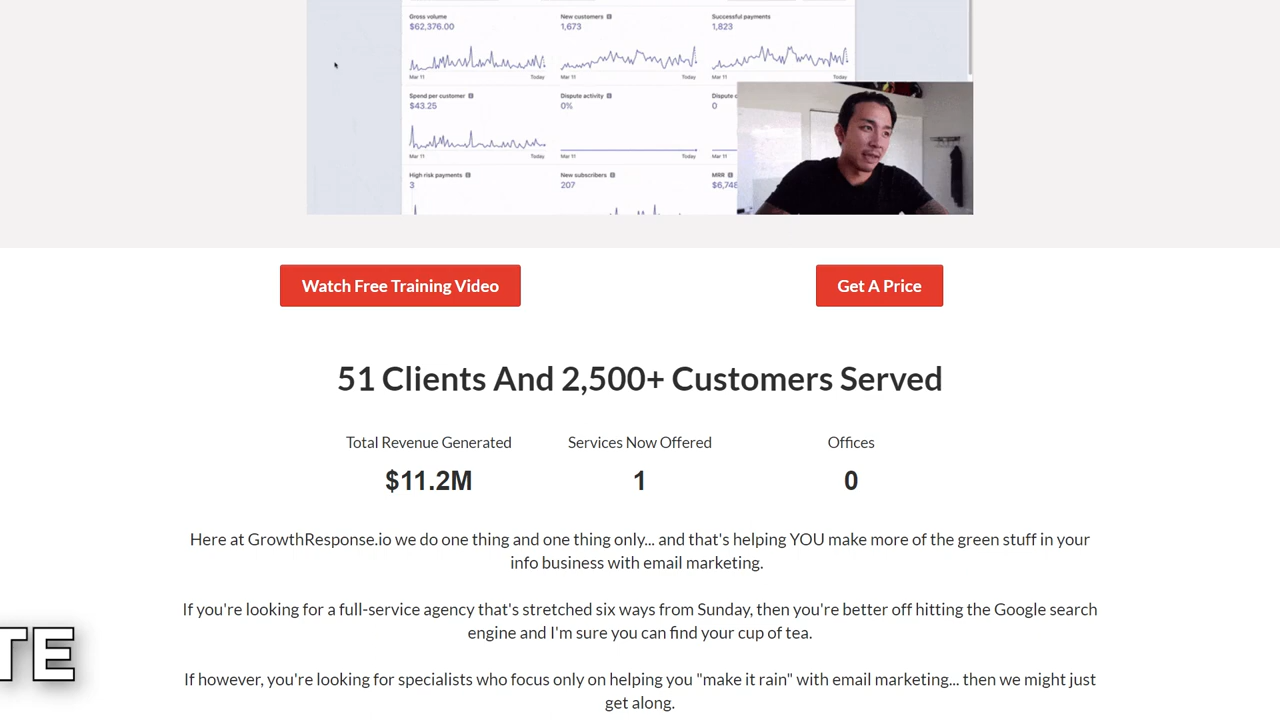 Gross volume New customers Successful payments
$62,376.00 1,673 1,823
Mar 11 Today Mar 11 Today Mar 11 Today
Spend per customer Dispute activity Dispute c
$43.25 0% 0
Mar 11 Today Mar 11 Today Mar 11
High risk payments New subscribers MRR
3 207 $6,748
Watch Free Training Video Get A Price
51 Clients And 2,500+ Customers Served
Total Revenue Generated Services Now Offered Offices
$11.2M 1 0
Here at GrowthResponse.io we do one thing and one thing only... and that's helping YOU make more of the green stuff in your
info business with email marketing.
If you're looking for a full-service agency that's stretched six ways from Sunday, then you're better off hitting the Google search
engine and I'm sure you can find your cup of tea.
TE
If however, you're looking for specialists who focus only on helping you "make it rain" with email marketing... then we might just
get along.